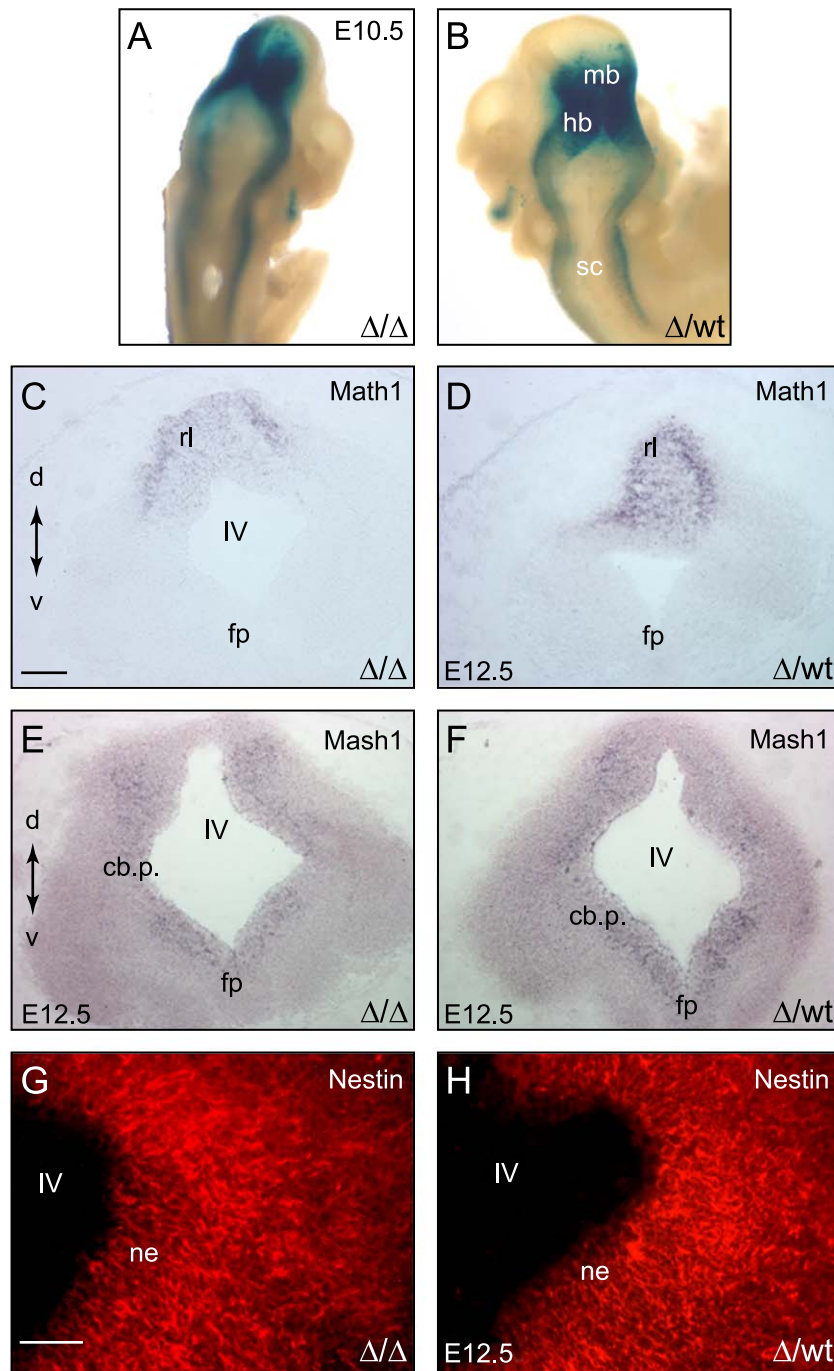 A E10.5 Δ/Δ
B mb hb sc Δ/wt
C Math1 rl d v IV fp Δ/Δ
D Math1 rl fp E12.5 Δ/wt
E Mash1 d v IV cb.p. fp E12.5 Δ/Δ
F Mash1 IV cb.p. fp E12.5 Δ/wt
G Nestin IV ne Δ/Δ
H Nestin IV ne E12.5 Δ/wt